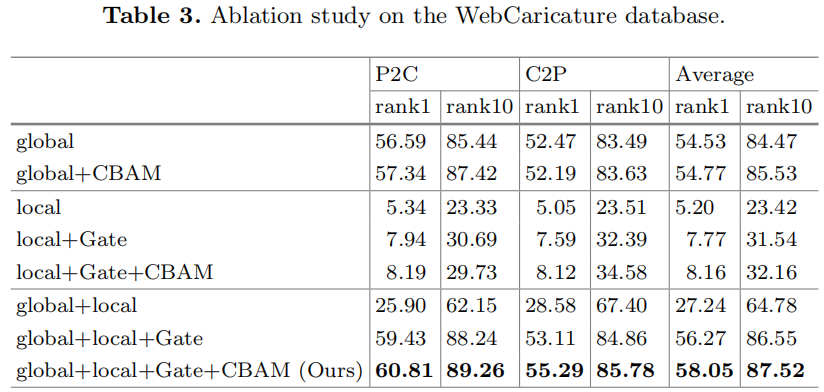 Table 3. Ablation study on the WebCaricature database.
P2C C2P Average
rank1 rank10 rank1 rank10 rank1 rank10
global 56.59 85.44 52.47 83.49 54.53 84.47
global+CBAM 57.34 87.42 52.19 83.63 54.77 85.53
local 5.34 23.33 5.05 23.51 5.20 23.42
local+Gate 7.94 30.69 7.59 32.39 7.77 31.54
local+Gate+CBAM 8.19 29.73 8.12 34.58 8.16 32.16
global+local 25.90 62.15 28.58 67.40 27.24 64.78
global+local+Gate 59.43 88.24 53.11 84.86 56.27 86.55
global+local+Gate+CBAM (Ours) 60.81 89.26 55.29 85.78 58.05 87.52